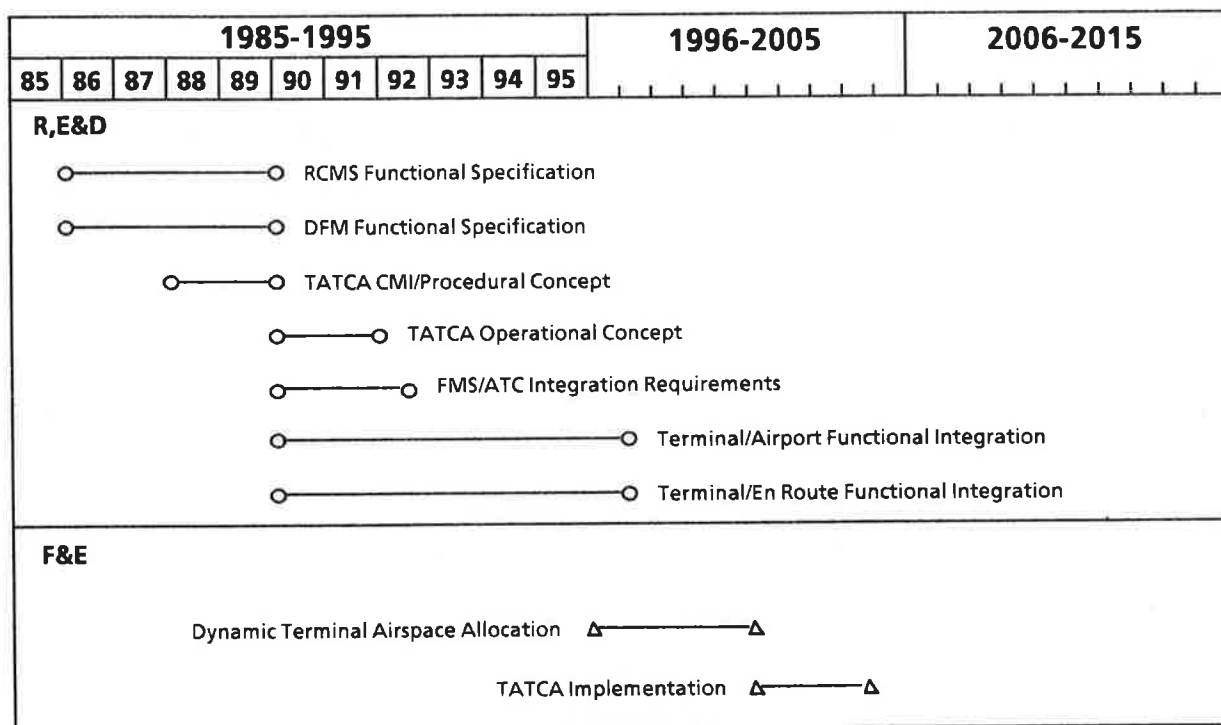 1985-1995 1996-2005 2006-2015
85 86 87 88 89 90 91 92 93 94 95
R,E&D
RCMS Functional Specification
DFM Functional Specification
TATCA CMI/Procedural Concept
TATCA Operational Concept
FMS/ATC Integration Requirements
Terminal/Airport Functional Integration
Terminal/En Route Functional Integration
F&E
Dynamic Terminal Airspace Allocation
TATCA Implementation